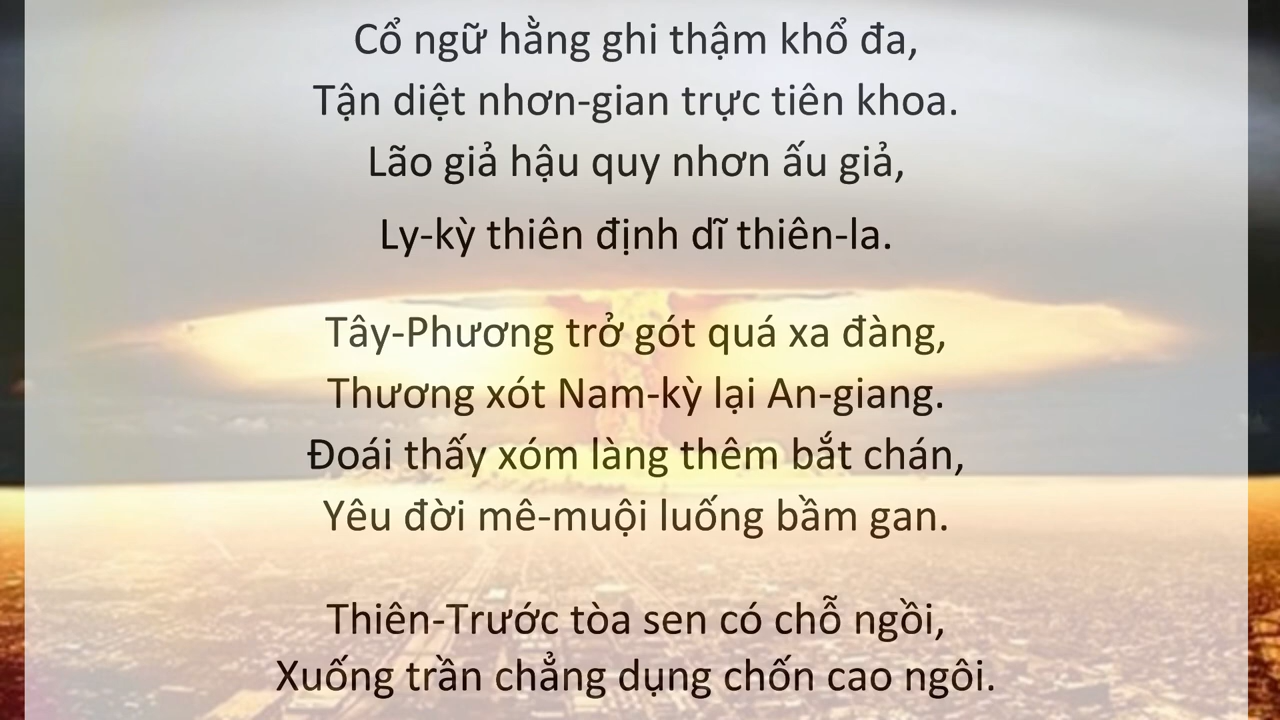 Cổ ngữ hằng ghi thậm khổ đa,
Tận diệt nhơn-gian trực tiên khoa.
Lão giả hậu quy nhơn ấu giả,
Ly-kỳ thiên định dĩ thiên-la.
Tây-Phương trở gót quá xa đàng,
Thương xót Nam-kỳ lại An-giang.
Đoái thấy xóm làng thêm bắt chán,
Yêu đời mê-muội luống bầm gan.
Thiên-Trước tòa sen có chỗ ngồi,
Xuống trần chẳng dụng chốn cao ngôi.